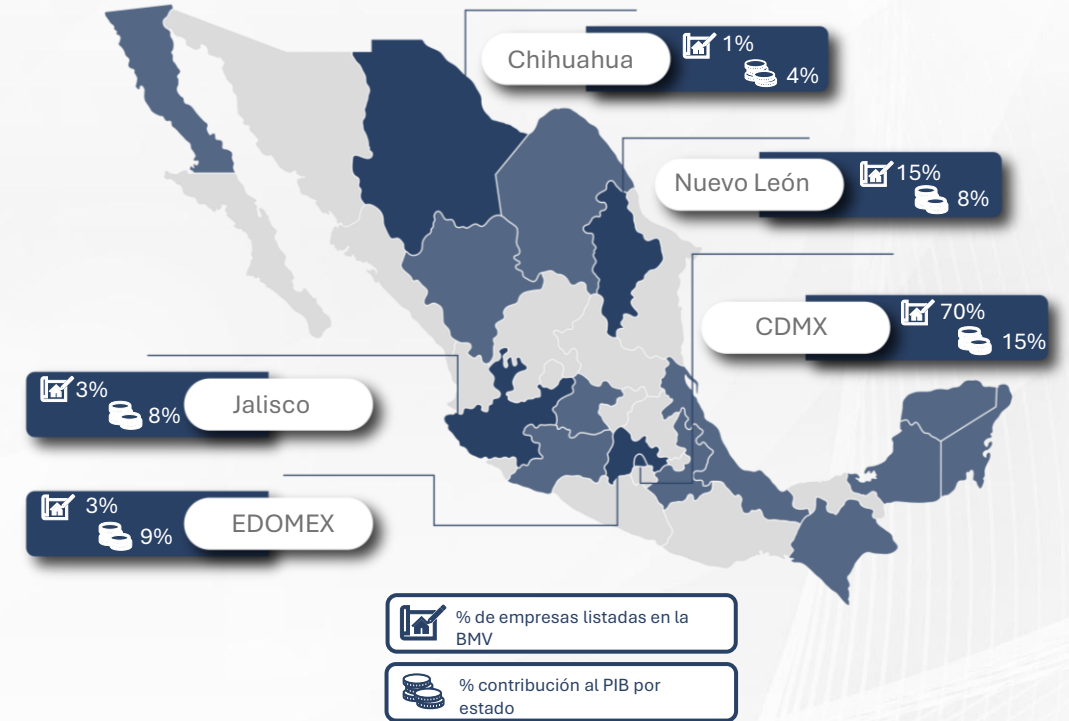 Chihuahua
1%
4%
Nuevo León
15%
8%
CDMX
70%
15%
3%
8%
Jalisco
3%
9%
EDOMEX
% de empresas listadas en la
BMV
% contribución al PIB por
estado